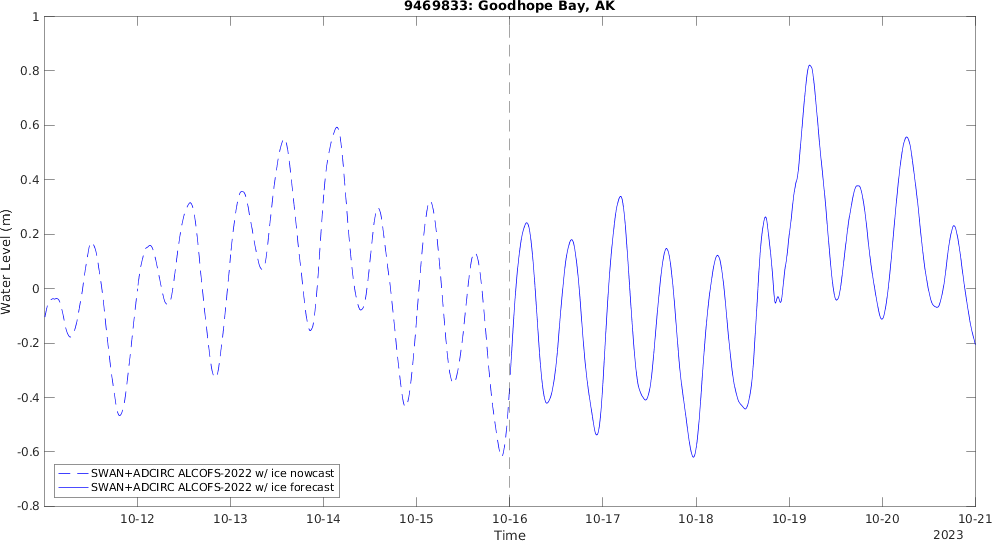 9469833: Goodhope Bay, AK
Water Level (m)
1
0.8
0.6
0.4
0.2
0
-0.2
-0.4
-0.6
-0.8
SWAN+ADCIRC ALCOFS-2022 w/ ice nowcast
SWAN+ADCIRC ALCOFS-2022 w/ ice forecast
10-12 10-13 10-14 10-15 10-16 10-17 10-18 10-19 10-20 10-21
Time
2023